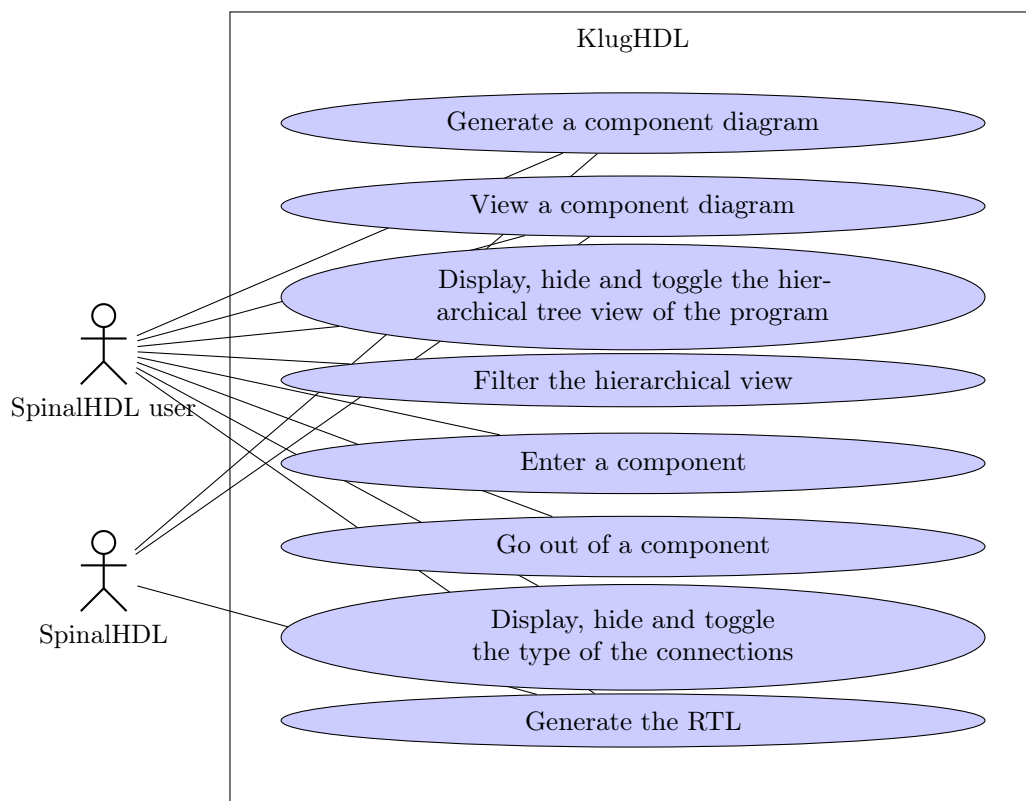 KlugHDL
Generate a component diagram
View a component diagram
Display, hide and toggle the hier-
archical tree view of the program
Filter the hierarchical view
SpinalHDL user
Enter a component
Go out of a component
Display, hide and toggle
the type of the connections
SpinalHDL
Generate the RTL